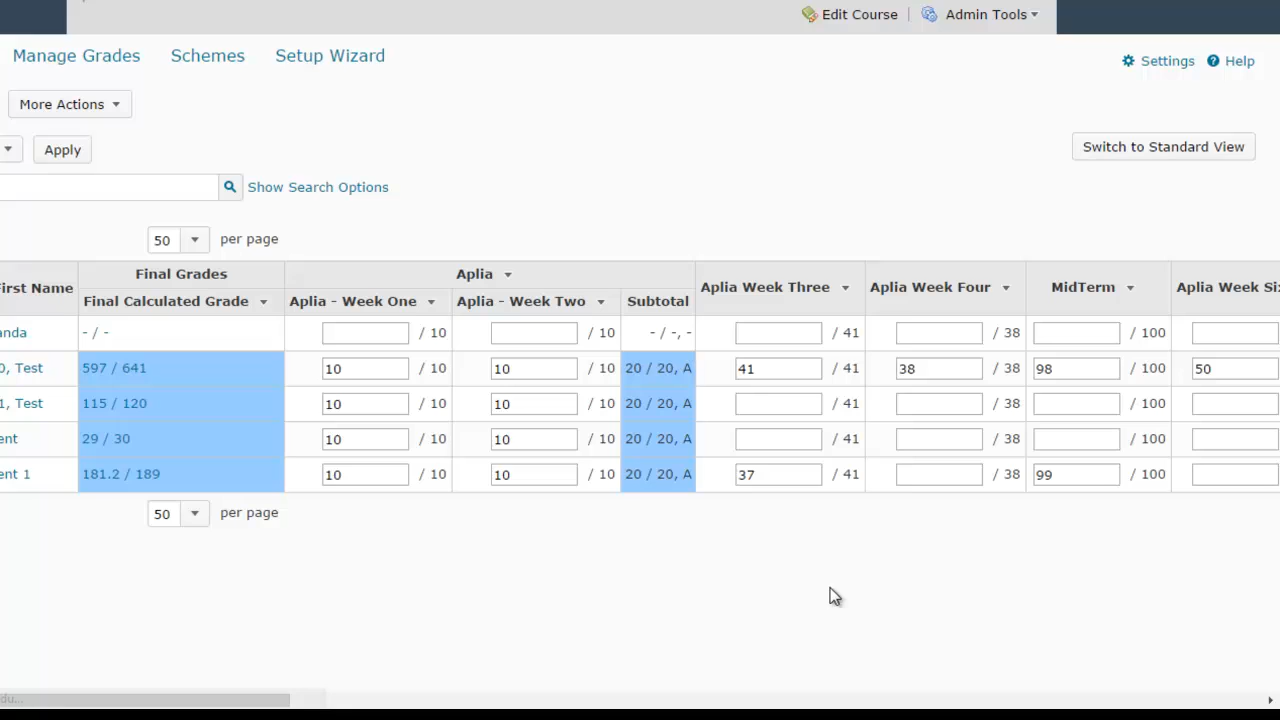 Edit Course Admin Tools
Manage Grades Schemes Setup Wizard
Settings Help
More Actions
Apply
Switch to Standard View
Show Search Options
50 per page
First Name Final Grades Aplia Aplia Week Three Aplia Week Four MidTerm Aplia Week Six
Final Calculated Grade Aplia - Week One Aplia - Week Two Subtotal
anda - / - / 10 / 10 - / -, - / 41 / 38 / 100
0, Test 597 / 641 10 / 10 10 / 10 20 / 20, A 41 / 41 38 / 38 98 / 100 50
1, Test 115 / 120 10 / 10 10 / 10 20 / 20, A / 41 / 38 / 100
ent 29 / 30 10 / 10 10 / 10 20 / 20, A / 41 / 38 / 100
ent 1 181.2 / 189 10 / 10 10 / 10 20 / 20, A 37 / 41 / 38 99 / 100
50 per page
du...